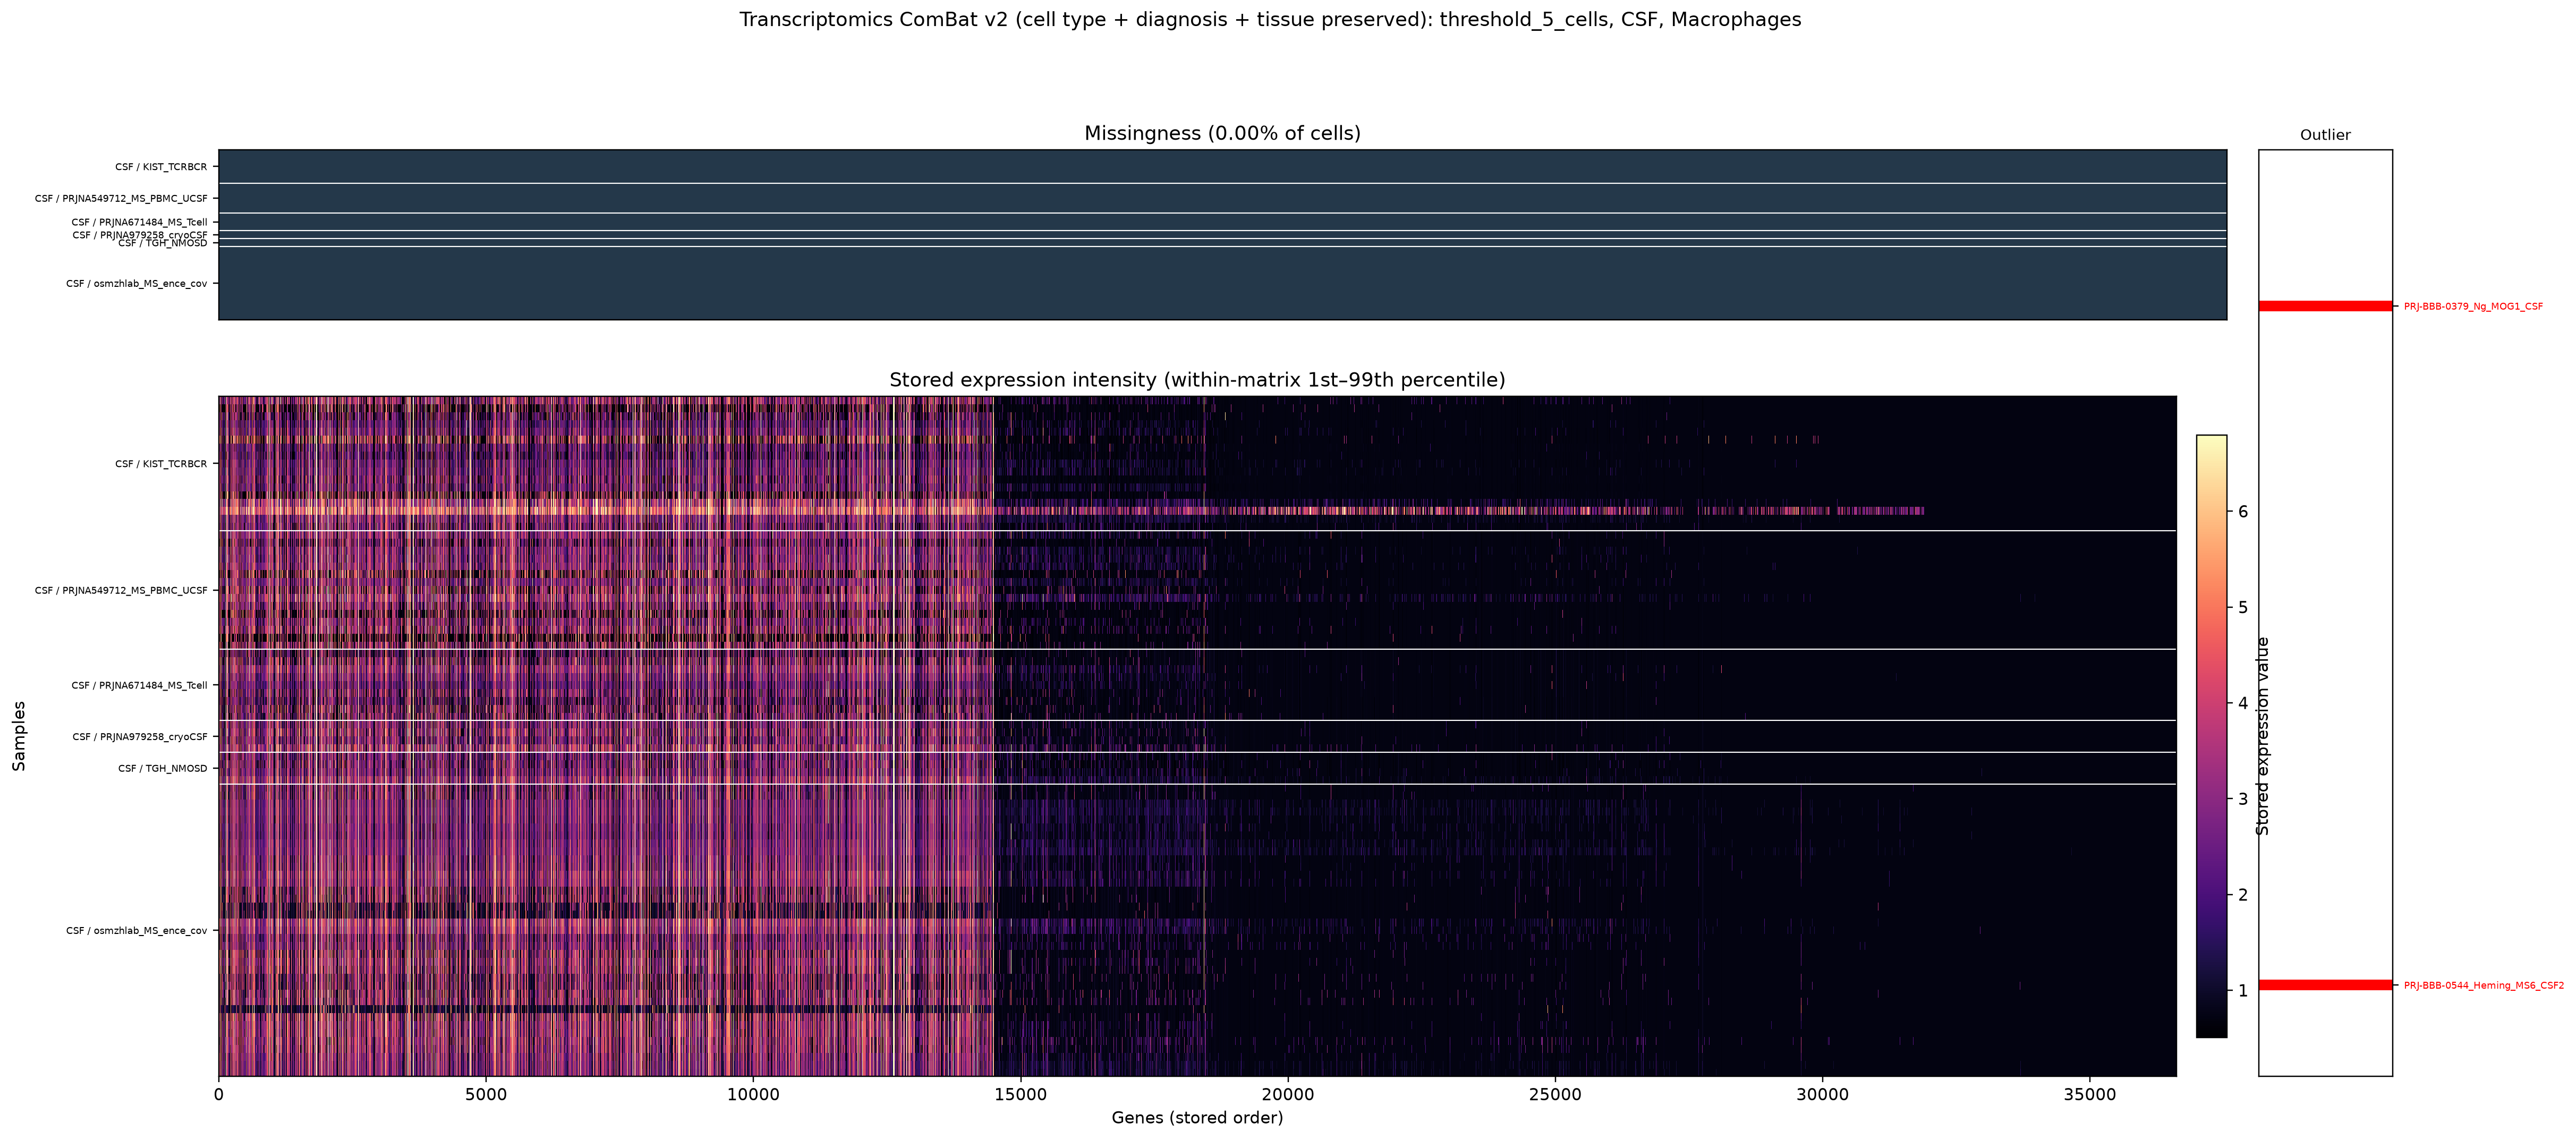 Transcriptomics ComBat v2 (cell type + diagnosis + tissue preserved): threshold_5_cells, CSF, Macrophages
Missingness (0.00% of cells)
Outlier
CSF / KIST_TCRBCR
CSF / PRJNA549712_MS_PBMC_UCSF
CSF / PRJNA671484_MS_Tcell
CSF / PRJNA979258_cryoCSF
CSF / TGH_NMOSD
CSF / osmzhlab_MS_ence_cov
PRJ-BBB-0379_Ng_MOG1_CSF
Stored expression intensity (within-matrix 1st–99th percentile)
Samples
CSF / KIST_TCRBCR
CSF / PRJNA549712_MS_PBMC_UCSF
CSF / PRJNA671484_MS_Tcell
CSF / PRJNA979258_cryoCSF
CSF / TGH_NMOSD
CSF / osmzhlab_MS_ence_cov
6
5
4
3
2
1
Stored expression value
PRJ-BBB-0544_Heming_MS6_CSF2
0 5000 10000 15000 20000 25000 30000 35000
Genes (stored order)